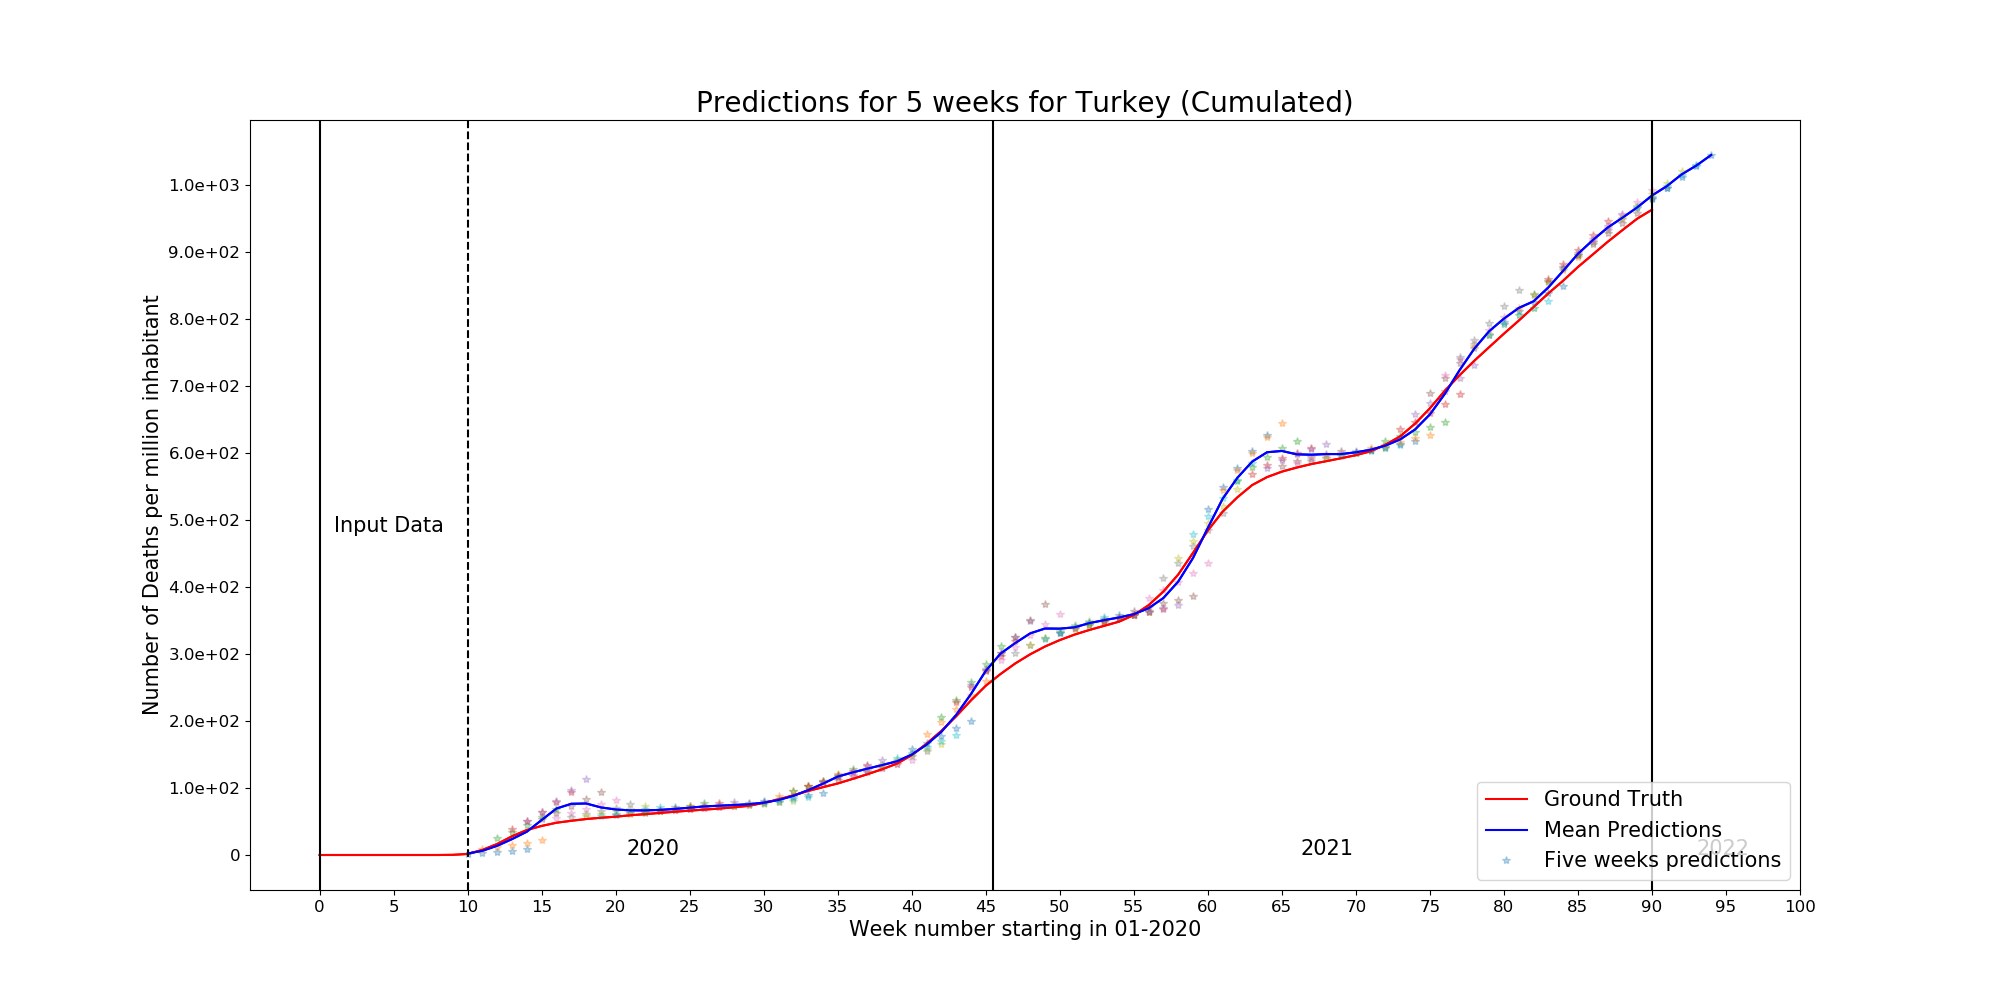 Predictions for 5 weeks for Turkey (Cumulated)
Number of Deaths per million inhabitant
1.0e+03
9.0e+02
8.0e+02
7.0e+02
6.0e+02
5.0e+02
4.0e+02
3.0e+02
2.0e+02
1.0e+02
0
Input Data
2020
2021
2022
Ground Truth
Mean Predictions
Five weeks predictions
0 5 10 15 20 25 30 35 40 45 50 55 60 65 70 75 80 85 90 95 100
Week number starting in 01-2020